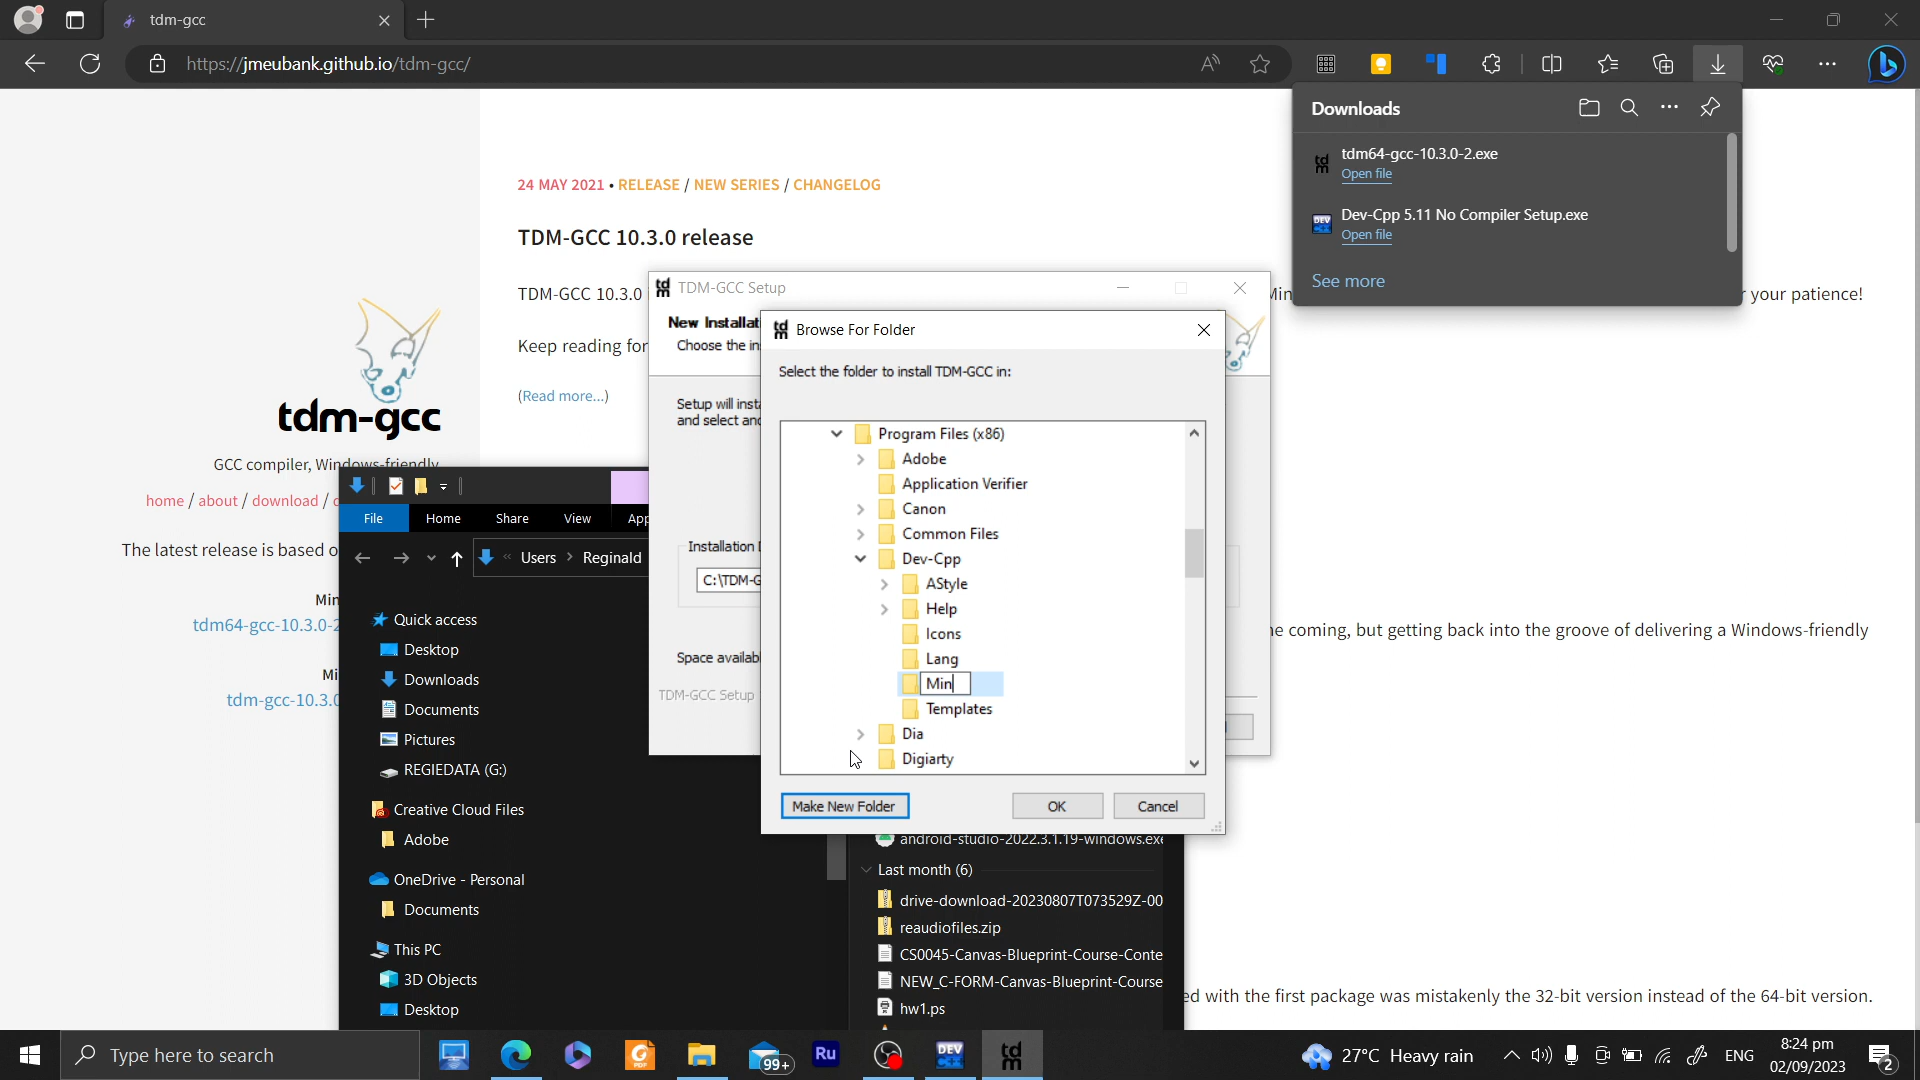 tdm-gcc
https://jmeubank.github.io/tdm-gcc/
Downloads
tdm64-gcc-10.3.0-2.exe
Open file
Dev-Cpp 5.11 No Compiler Setup.exe
Open file
See more
24 MAY 2021 • RELEASE / NEW SERIES / CHANGELOG
TDM-GCC 10.3.0 release
TDM-GCC 10.3.0
your patience!
Keep reading for
(Read more...)
tdm-gcc
GCC compiler, Windows-friendly
home / about / download /
The latest release is based o
Min
tdm64-gcc-10.3.0-2
Mi
tdm-gcc-10.3.0
TDM-GCC Setup
New Installat
Choose the in
Setup will insta
and select an
Installation
C:\TDM-G
Space availab
TDM-GCC Setup
Browse For Folder
Select the folder to install TDM-GCC in:
Program Files (x86)
Adobe
Application Verifier
Canon
Common Files
Dev-Cpp
AStyle
Help
Icons
Lang
Min
Templates
Dia
Digiarty
Make New Folder
OK
Cancel
e coming, but getting back into the groove of delivering a Windows-friendly
ed with the first package was mistakenly the 32-bit version instead of the 64-bit version.
File
Home
Share
View
App
« Users > Reginald
Quick access
Desktop
Downloads
Documents
Pictures
REGIEDATA (G:)
Creative Cloud Files
Adobe
OneDrive - Personal
Documents
This PC
3D Objects
Desktop
android-studio-2022.3.1.19-windows.exe
Last month (6)
drive-download-20230807T073529Z-00
reaudiofiles.zip
CS0045-Canvas-Blueprint-Course-Conte
NEW_C-FORM-Canvas-Blueprint-Course
hw1.ps
Type here to search
99+
Ru
DEV
tdm
27°C Heavy rain
ENG
8:24 pm
02/09/2023
2